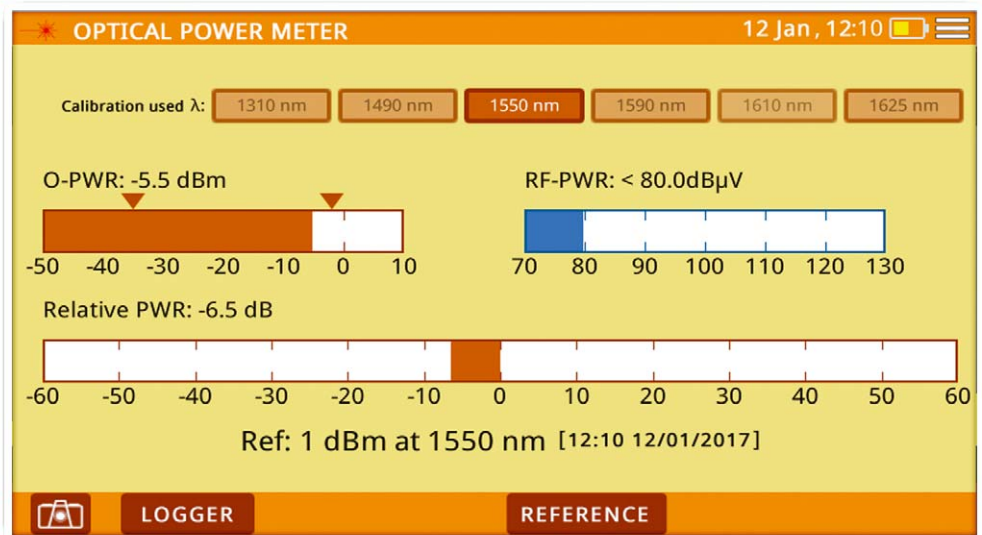 OPTICAL POWER METER 12 Jan, 12:10
Calibration used λ: 1310 nm 1490 nm 1550 nm 1590 nm 1610 nm 1625 nm
O-PWR: -5.5 dBm RF-PWR: < 80.0dBµV
-50 -40 -30 -20 -10 0 10 70 80 90 100 110 120 130
Relative PWR: -6.5 dB
-60 -50 -40 -30 -20 -10 0 10 20 30 40 50 60
Ref: 1 dBm at 1550 nm [12:10 12/01/2017]
LOGGER REFERENCE